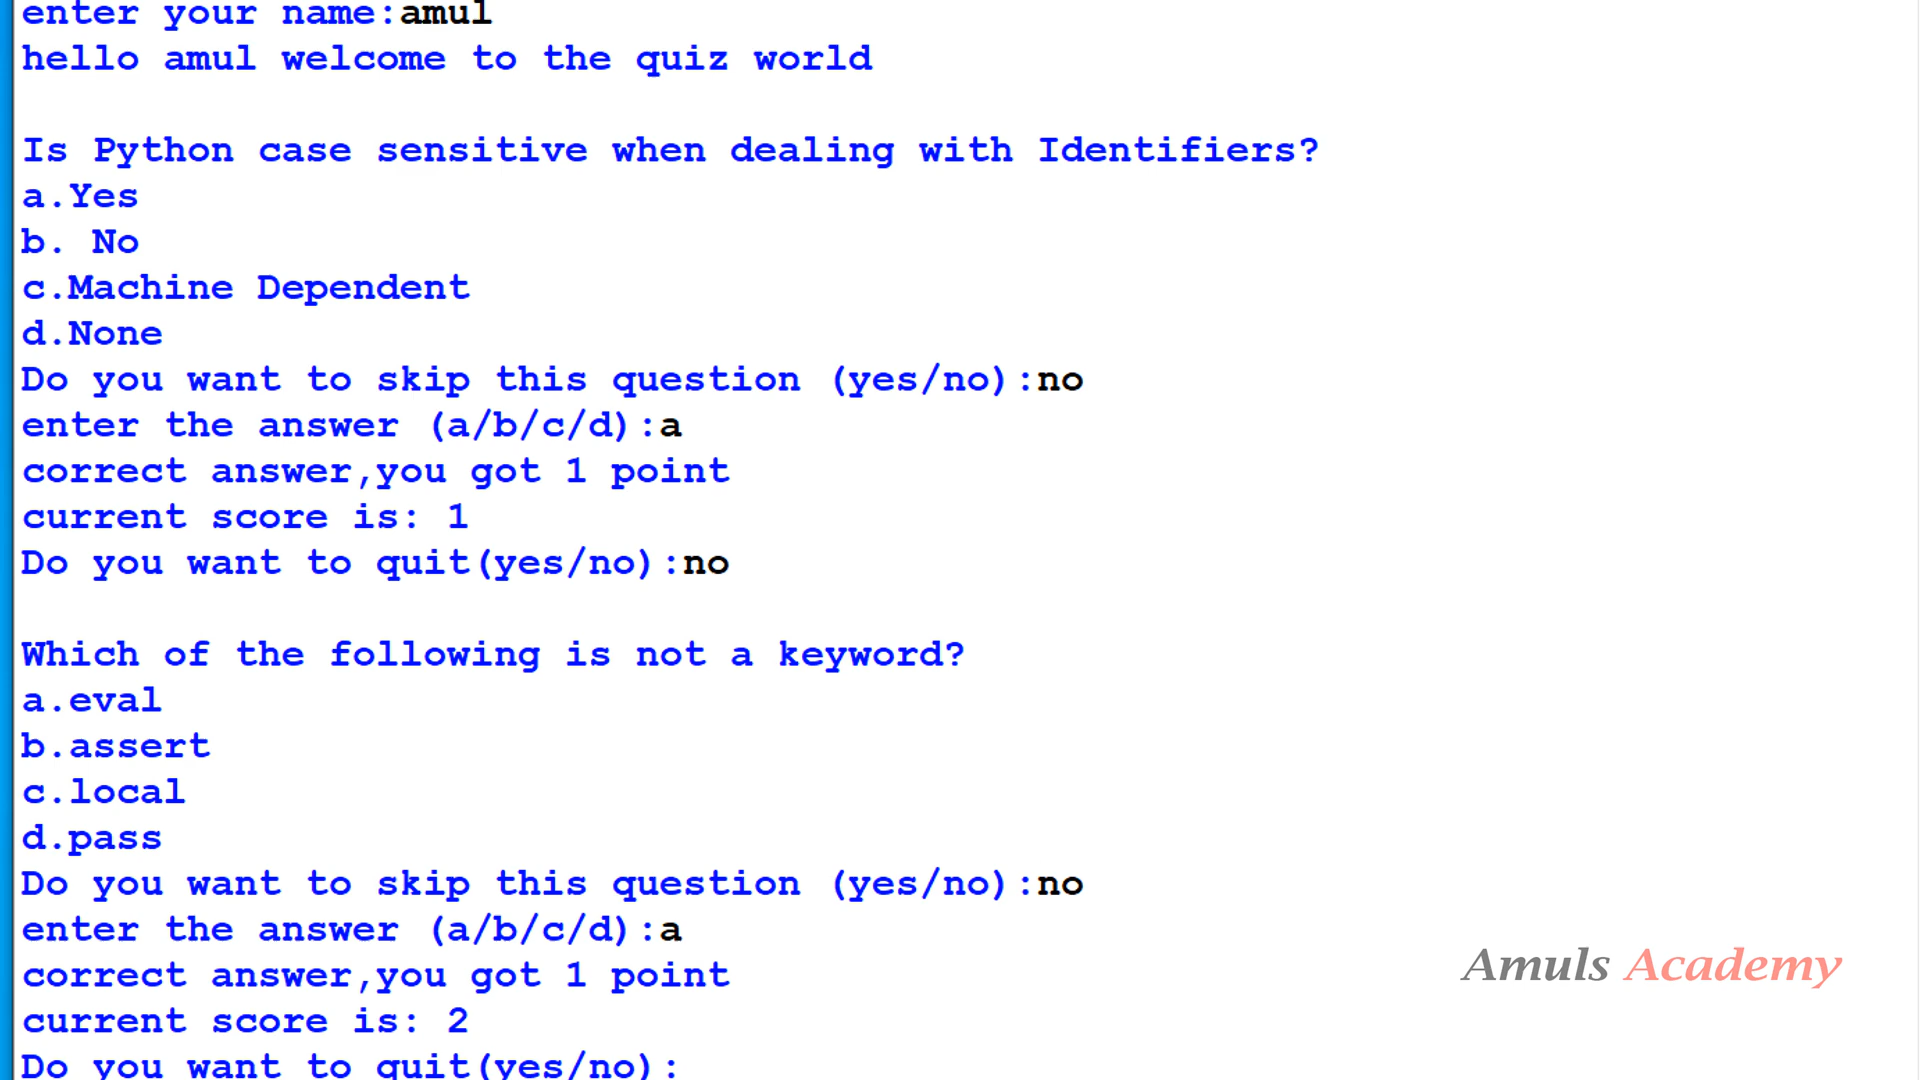 enter your name:amul
hello amul welcome to the quiz world
Is Python case sensitive when dealing with Identifiers?
a.Yes
b. No
c.Machine Dependent
d.None
Do you want to skip this question (yes/no):no
enter the answer (a/b/c/d):a
correct answer,you got 1 point
current score is: 1
Do you want to quit(yes/no):no
Which of the following is not a keyword?
a.eval
b.assert
c.local
d.pass
Do you want to skip this question (yes/no):no
enter the answer (a/b/c/d):a
correct answer,you got 1 point
current score is: 2
Do you want to quit(yes/no):
Amuls Academy